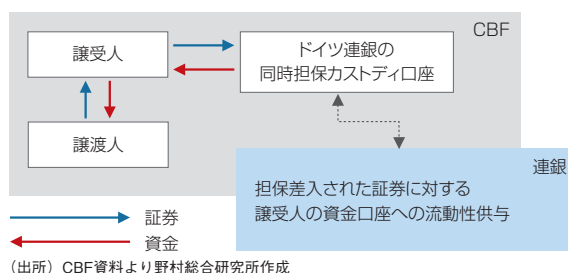 CBF
譲受人
ドイツ連銀の
同時担保カストディ口座
譲渡人
連銀
担保差入された証券に対する
譲受人の資金口座への流動性供与
証券
資金
（出所）CBF資料より野村総合研究所作成